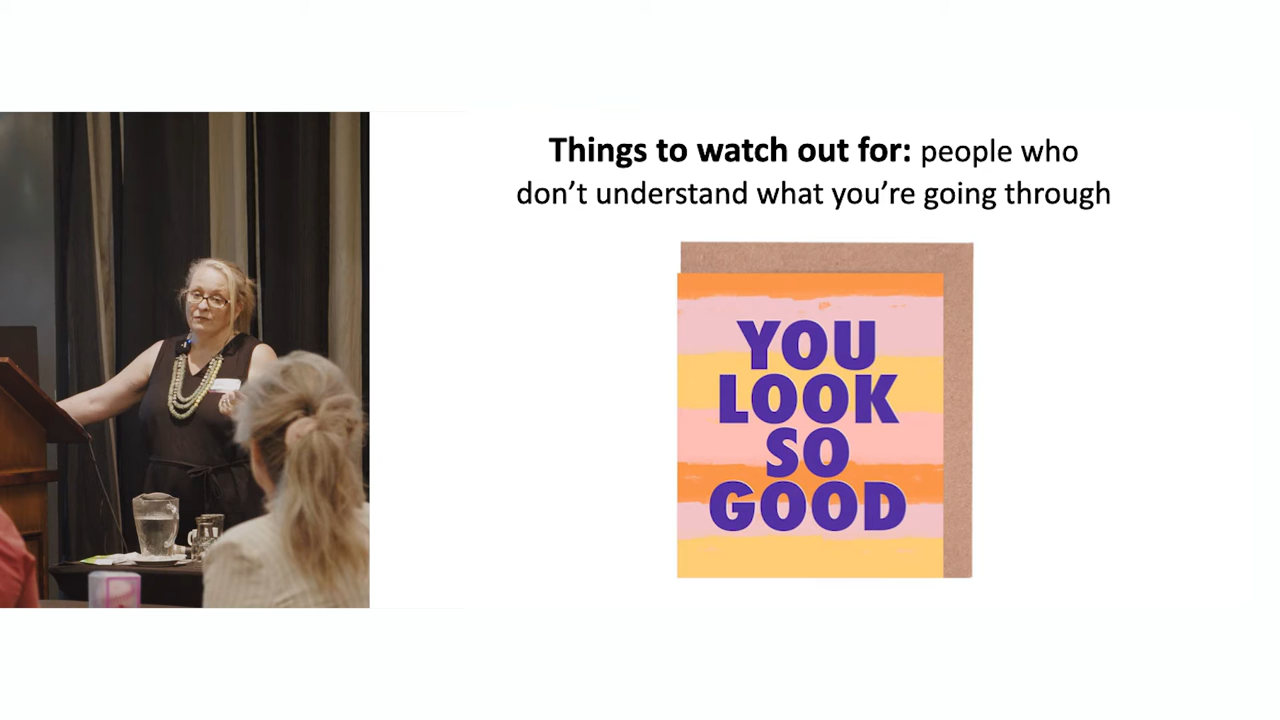 Things to watch out for: people who
don’t understand what you’re going through
YOU
LOOK
SO
GOOD